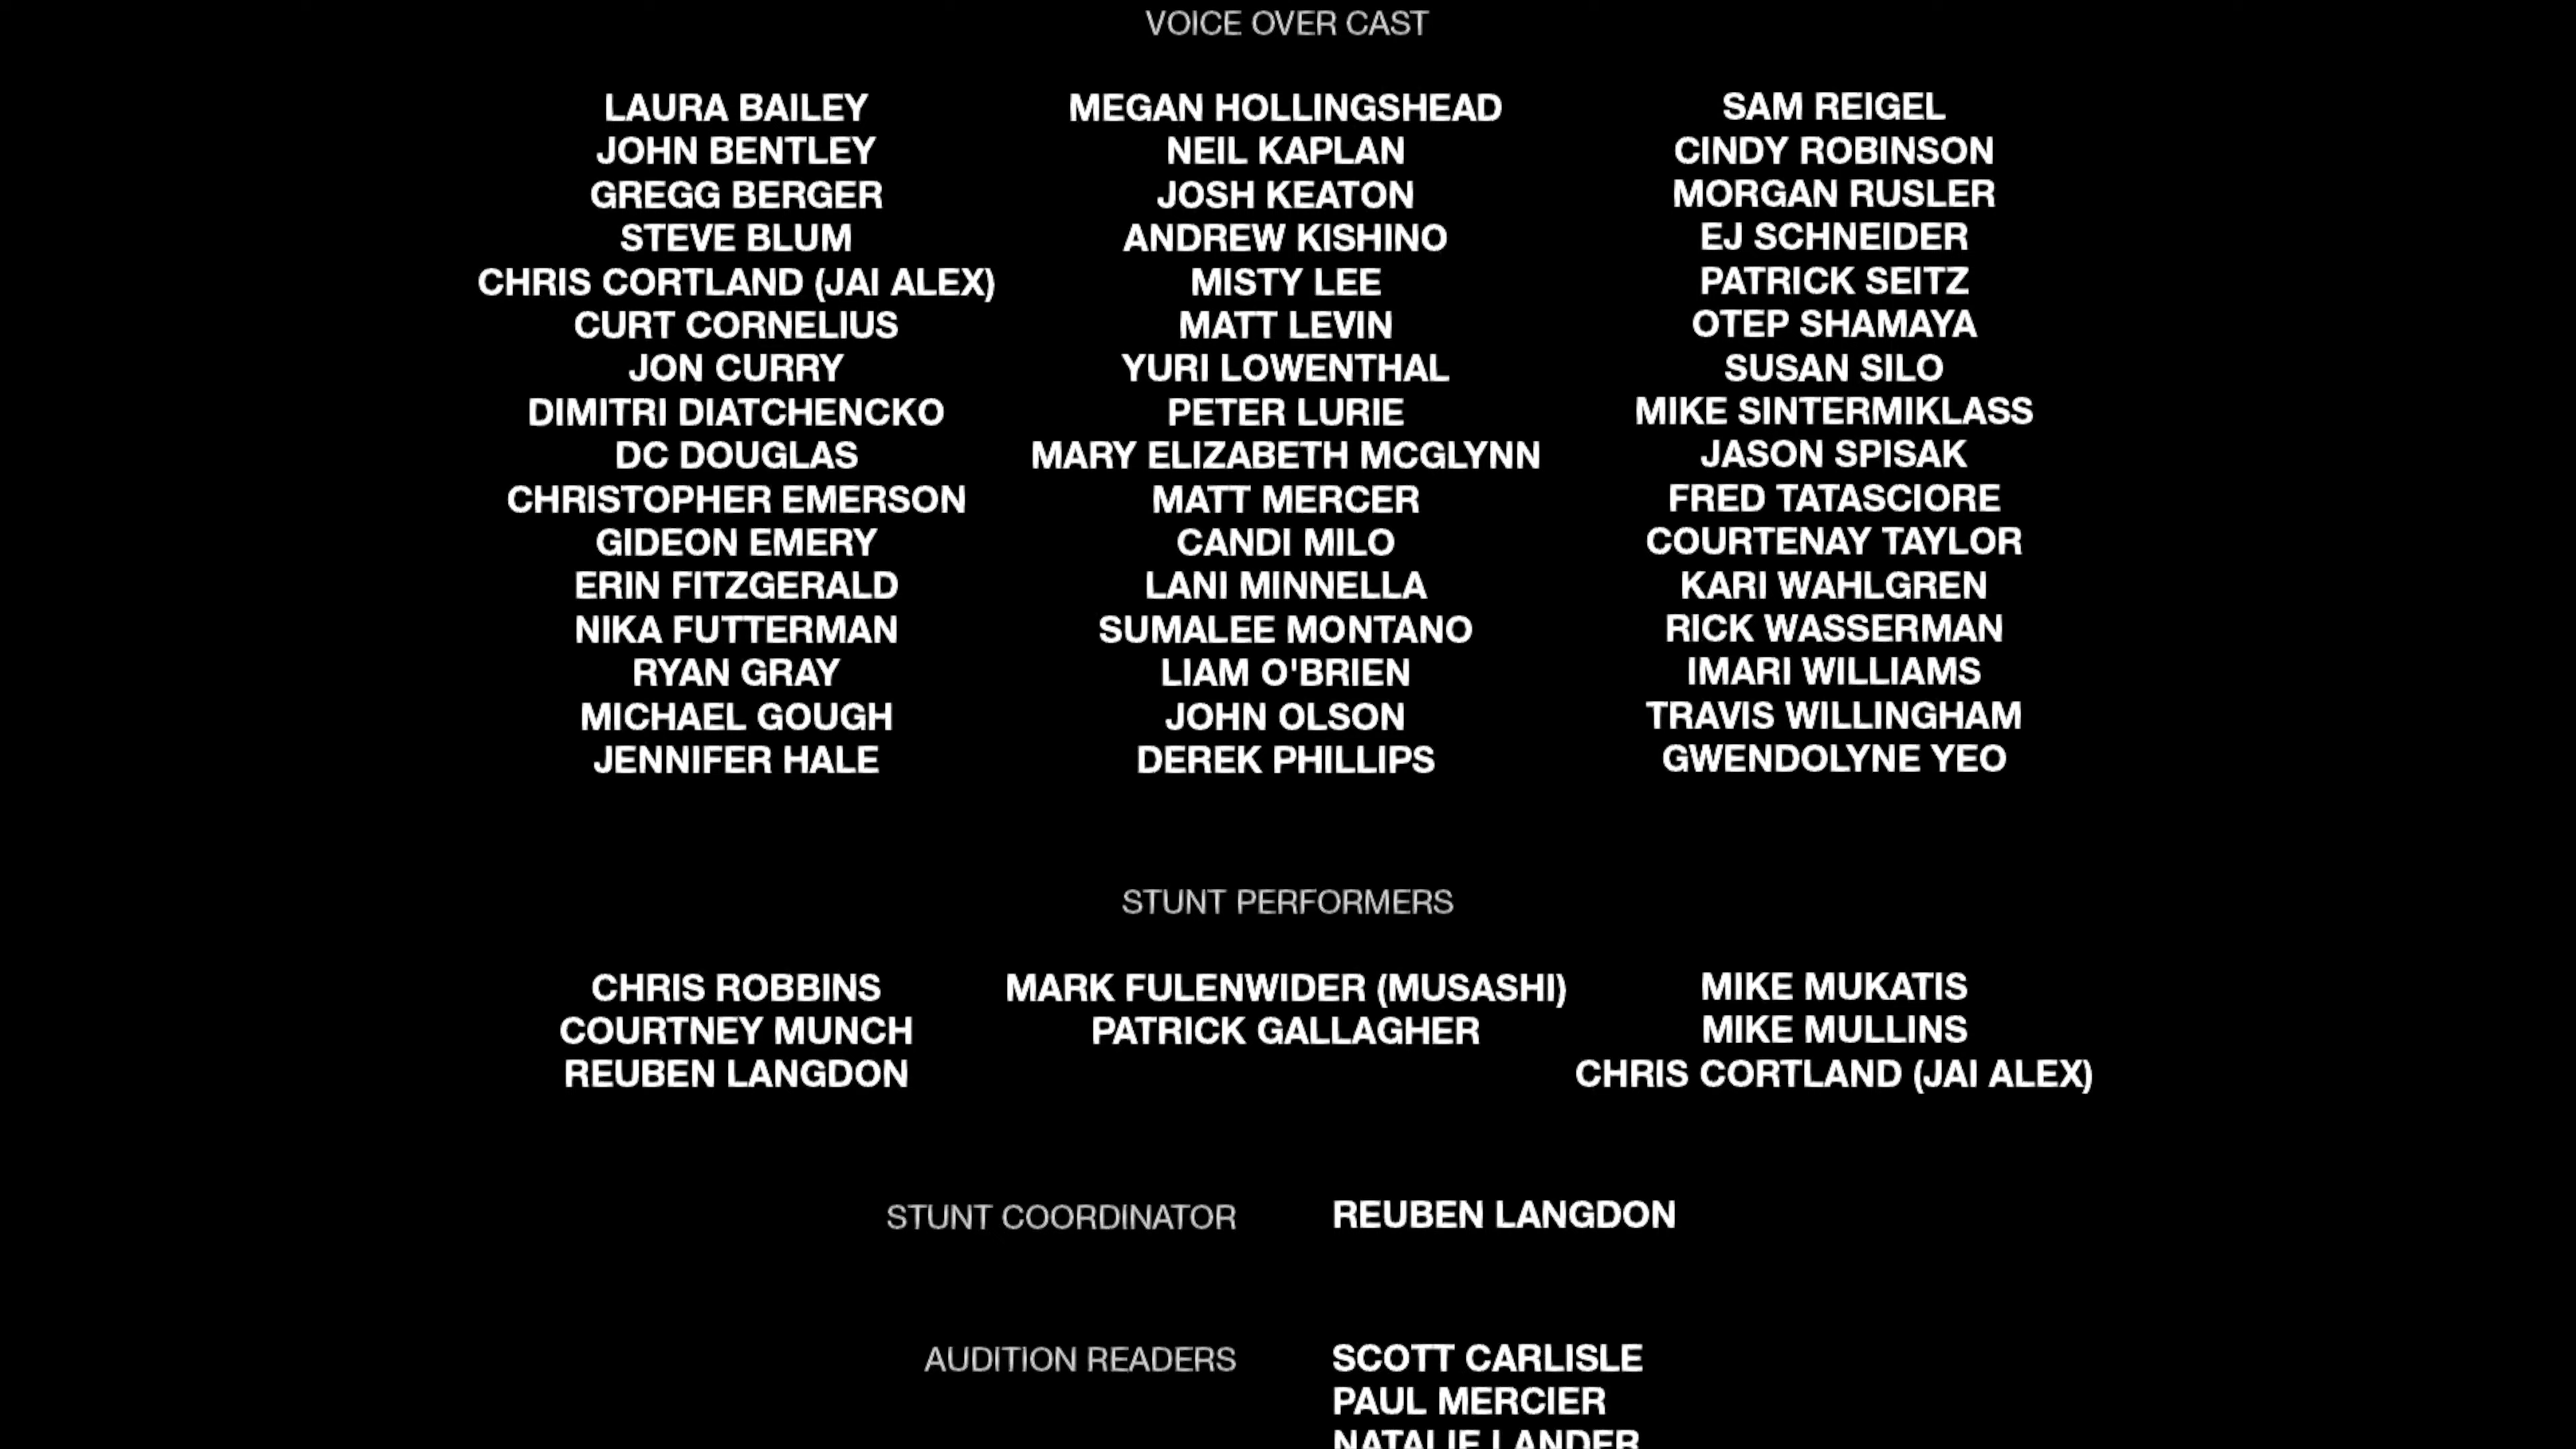 VOICE OVER CAST
LAURA BAILEY
JOHN BENTLEY
GREGG BERGER
STEVE BLUM
CHRIS CORTLAND (JAI ALEX)
CURT CORNELIUS
JON CURRY
DIMITRI DIATCHENCKO
DC DOUGLAS
CHRISTOPHER EMERSON
GIDEON EMERY
ERIN FITZGERALD
NIKA FUTTERMAN
RYAN GRAY
MICHAEL GOUGH
JENNIFER HALE
MEGAN HOLLINGSHEAD
NEIL KAPLAN
JOSH KEATON
ANDREW KISHINO
MISTY LEE
MATT LEVIN
YURI LOWENTHAL
PETER LURIE
MARY ELIZABETH MCGLYNN
MATT MERCER
CANDI MILO
LANI MINNELLA
SUMALEE MONTANO
LIAM O'BRIEN
JOHN OLSON
DEREK PHILLIPS
SAM REIGEL
CINDY ROBINSON
MORGAN RUSLER
EJ SCHNEIDER
PATRICK SEITZ
OTEP SHAMAYA
SUSAN SILO
MIKE SINTERMIKLASS
JASON SPISAK
FRED TATASCIORE
COURTENAY TAYLOR
KARI WAHLGREN
RICK WASSERMAN
IMARI WILLIAMS
TRAVIS WILLINGHAM
GWENDOLYNE YEO
STUNT PERFORMERS
CHRIS ROBBINS
COURTNEY MUNCH
REUBEN LANGDON
MARK FULENWIDER (MUSASHI)
PATRICK GALLAGHER
MIKE MUKATIS
MIKE MULLINS
CHRIS CORTLAND (JAI ALEX)
STUNT COORDINATOR REUBEN LANGDON
AUDITION READERS SCOTT CARLISLE
PAUL MERCIER
NATALIE LANDER